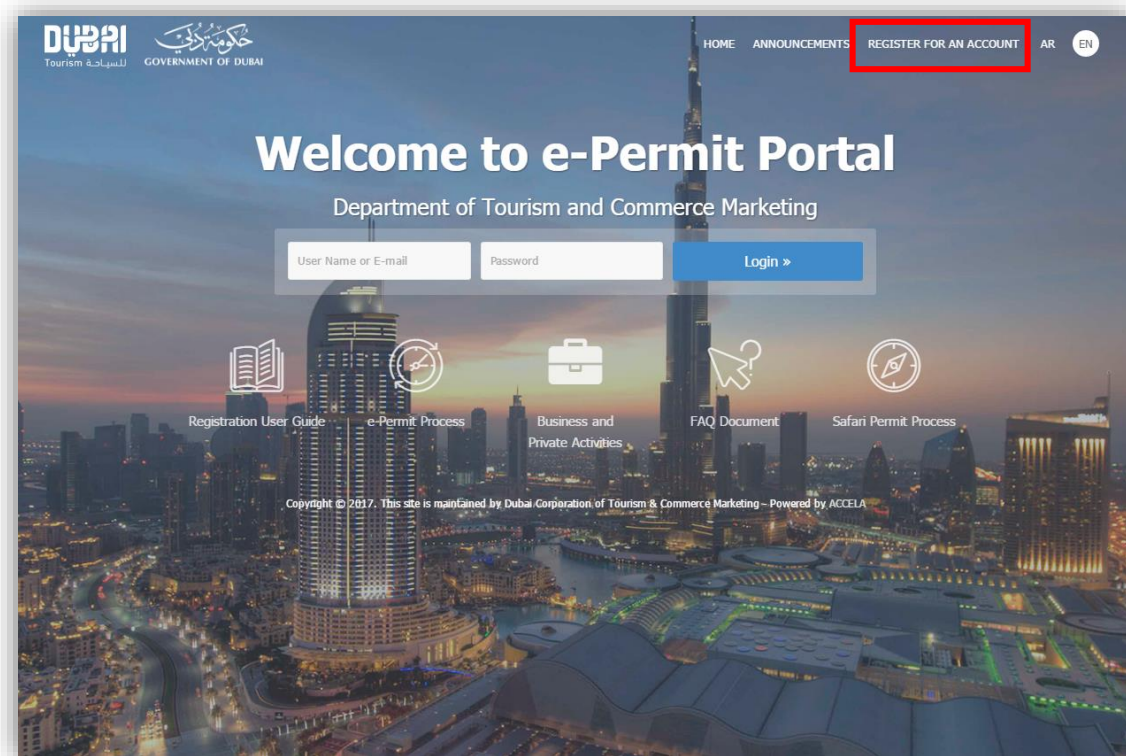 DUBAI
Tourism للسياحة
حكومة دبي
GOVERNMENT OF DUBAI
HOME ANNOUNCEMENTS REGISTER FOR AN ACCOUNT AR EN
Welcome to e-Permit Portal
Department of Tourism and Commerce Marketing
User Name or E-mail Password Login »
Registration User Guide
e-Permit Process
Business and
Private Activities
FAQ Document
Safari Permit Process
Copyright © 2017. This site is maintained by Dubai Corporation of Tourism & Commerce Marketing – Powered by ACCELA